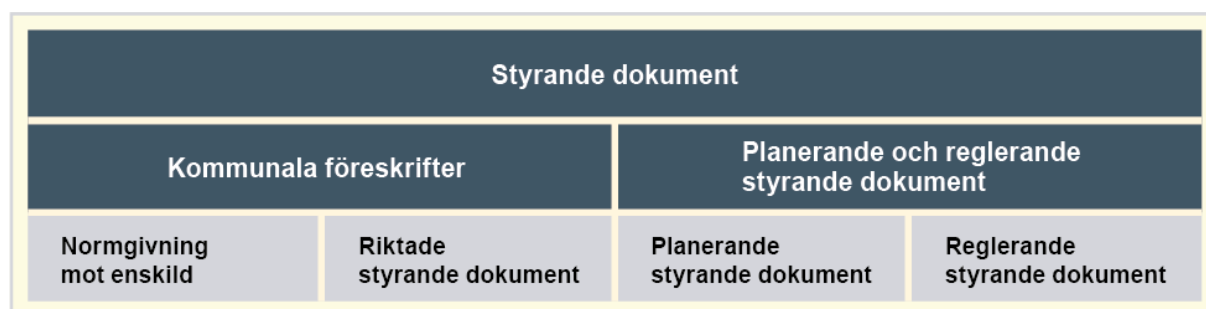 Styrande dokument
Kommunala föreskrifter
Planerande och reglerande
styrande dokument
Normgivning
mot enskild
Riktade
styrande dokument
Planerande
styrande dokument
Reglerande
styrande dokument